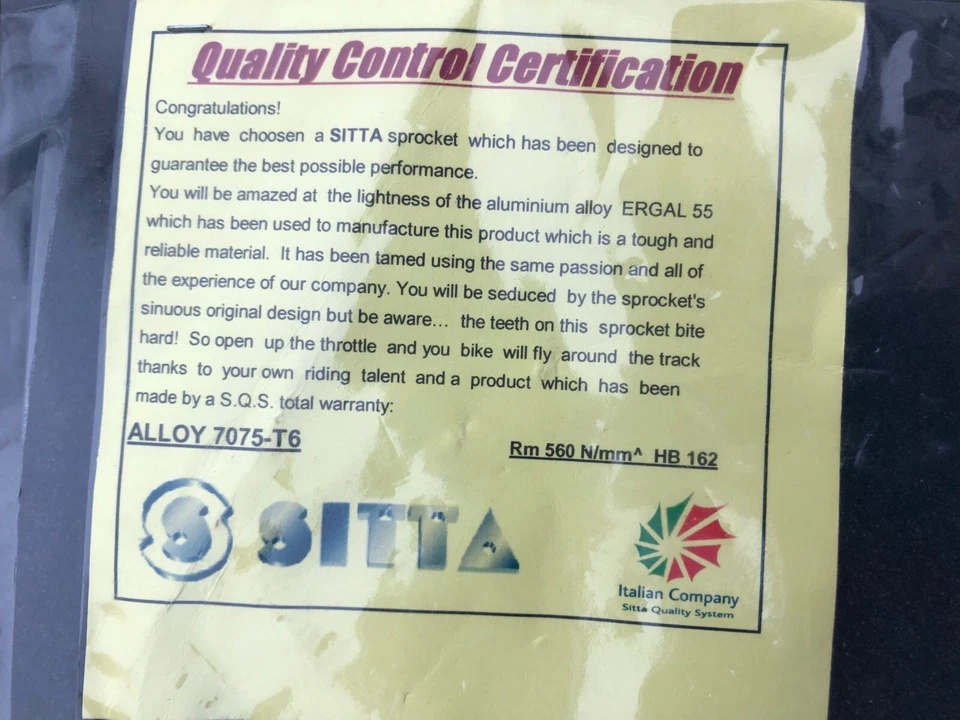 Quality Control Certification
Congratulations!
You have choosen a SITTA sprocket which has been designed to
guarantee the best possible performance.
You will be amazed at the lightness of the aluminium alloy ERGAL 55
which has been used to manufacture this product which is a tough and
reliable material. It has been tamed using the same passion and all of
the experience of our company. You will be seduced by the sprocket's
sinuous original design but be aware... the teeth on this sprocket bite
hard! So open up the throttle and you bike will fly around the track
thanks to your own riding talent and a product which has been
made by a S.Q.S. total warranty:
ALLOY 7075-T6
Rm 560 N/mm^ HB 162
S SITTA
Italian Company
Sitta Quality System